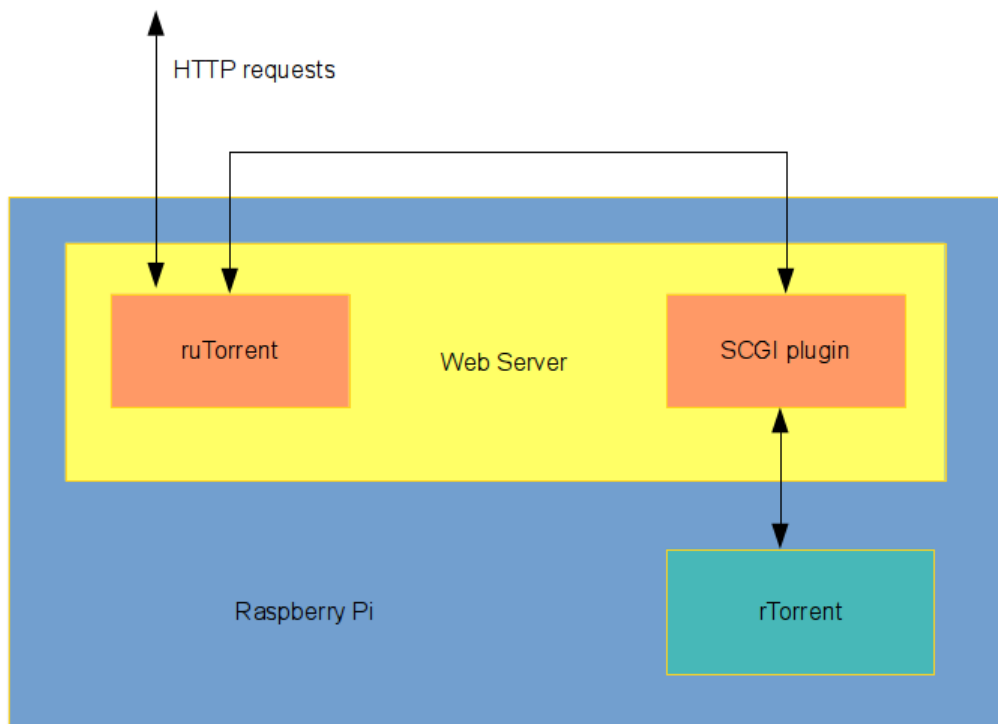 HTTP requests
ruTorrent
Web Server
SCGI plugin
Raspberry Pi
rTorrent